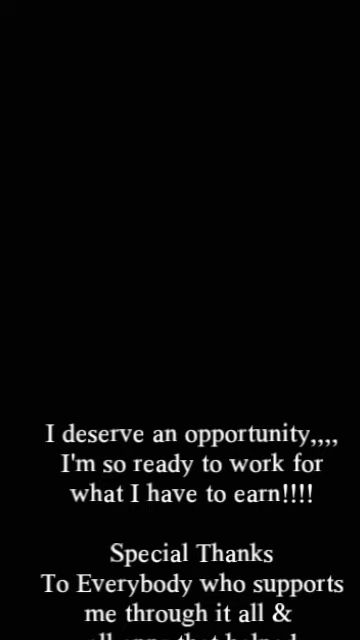 I deserve an opportunity,,,,
I'm so ready to work for
what I have to earn!!!!
Special Thanks
To Everybody who supports
me through it all &